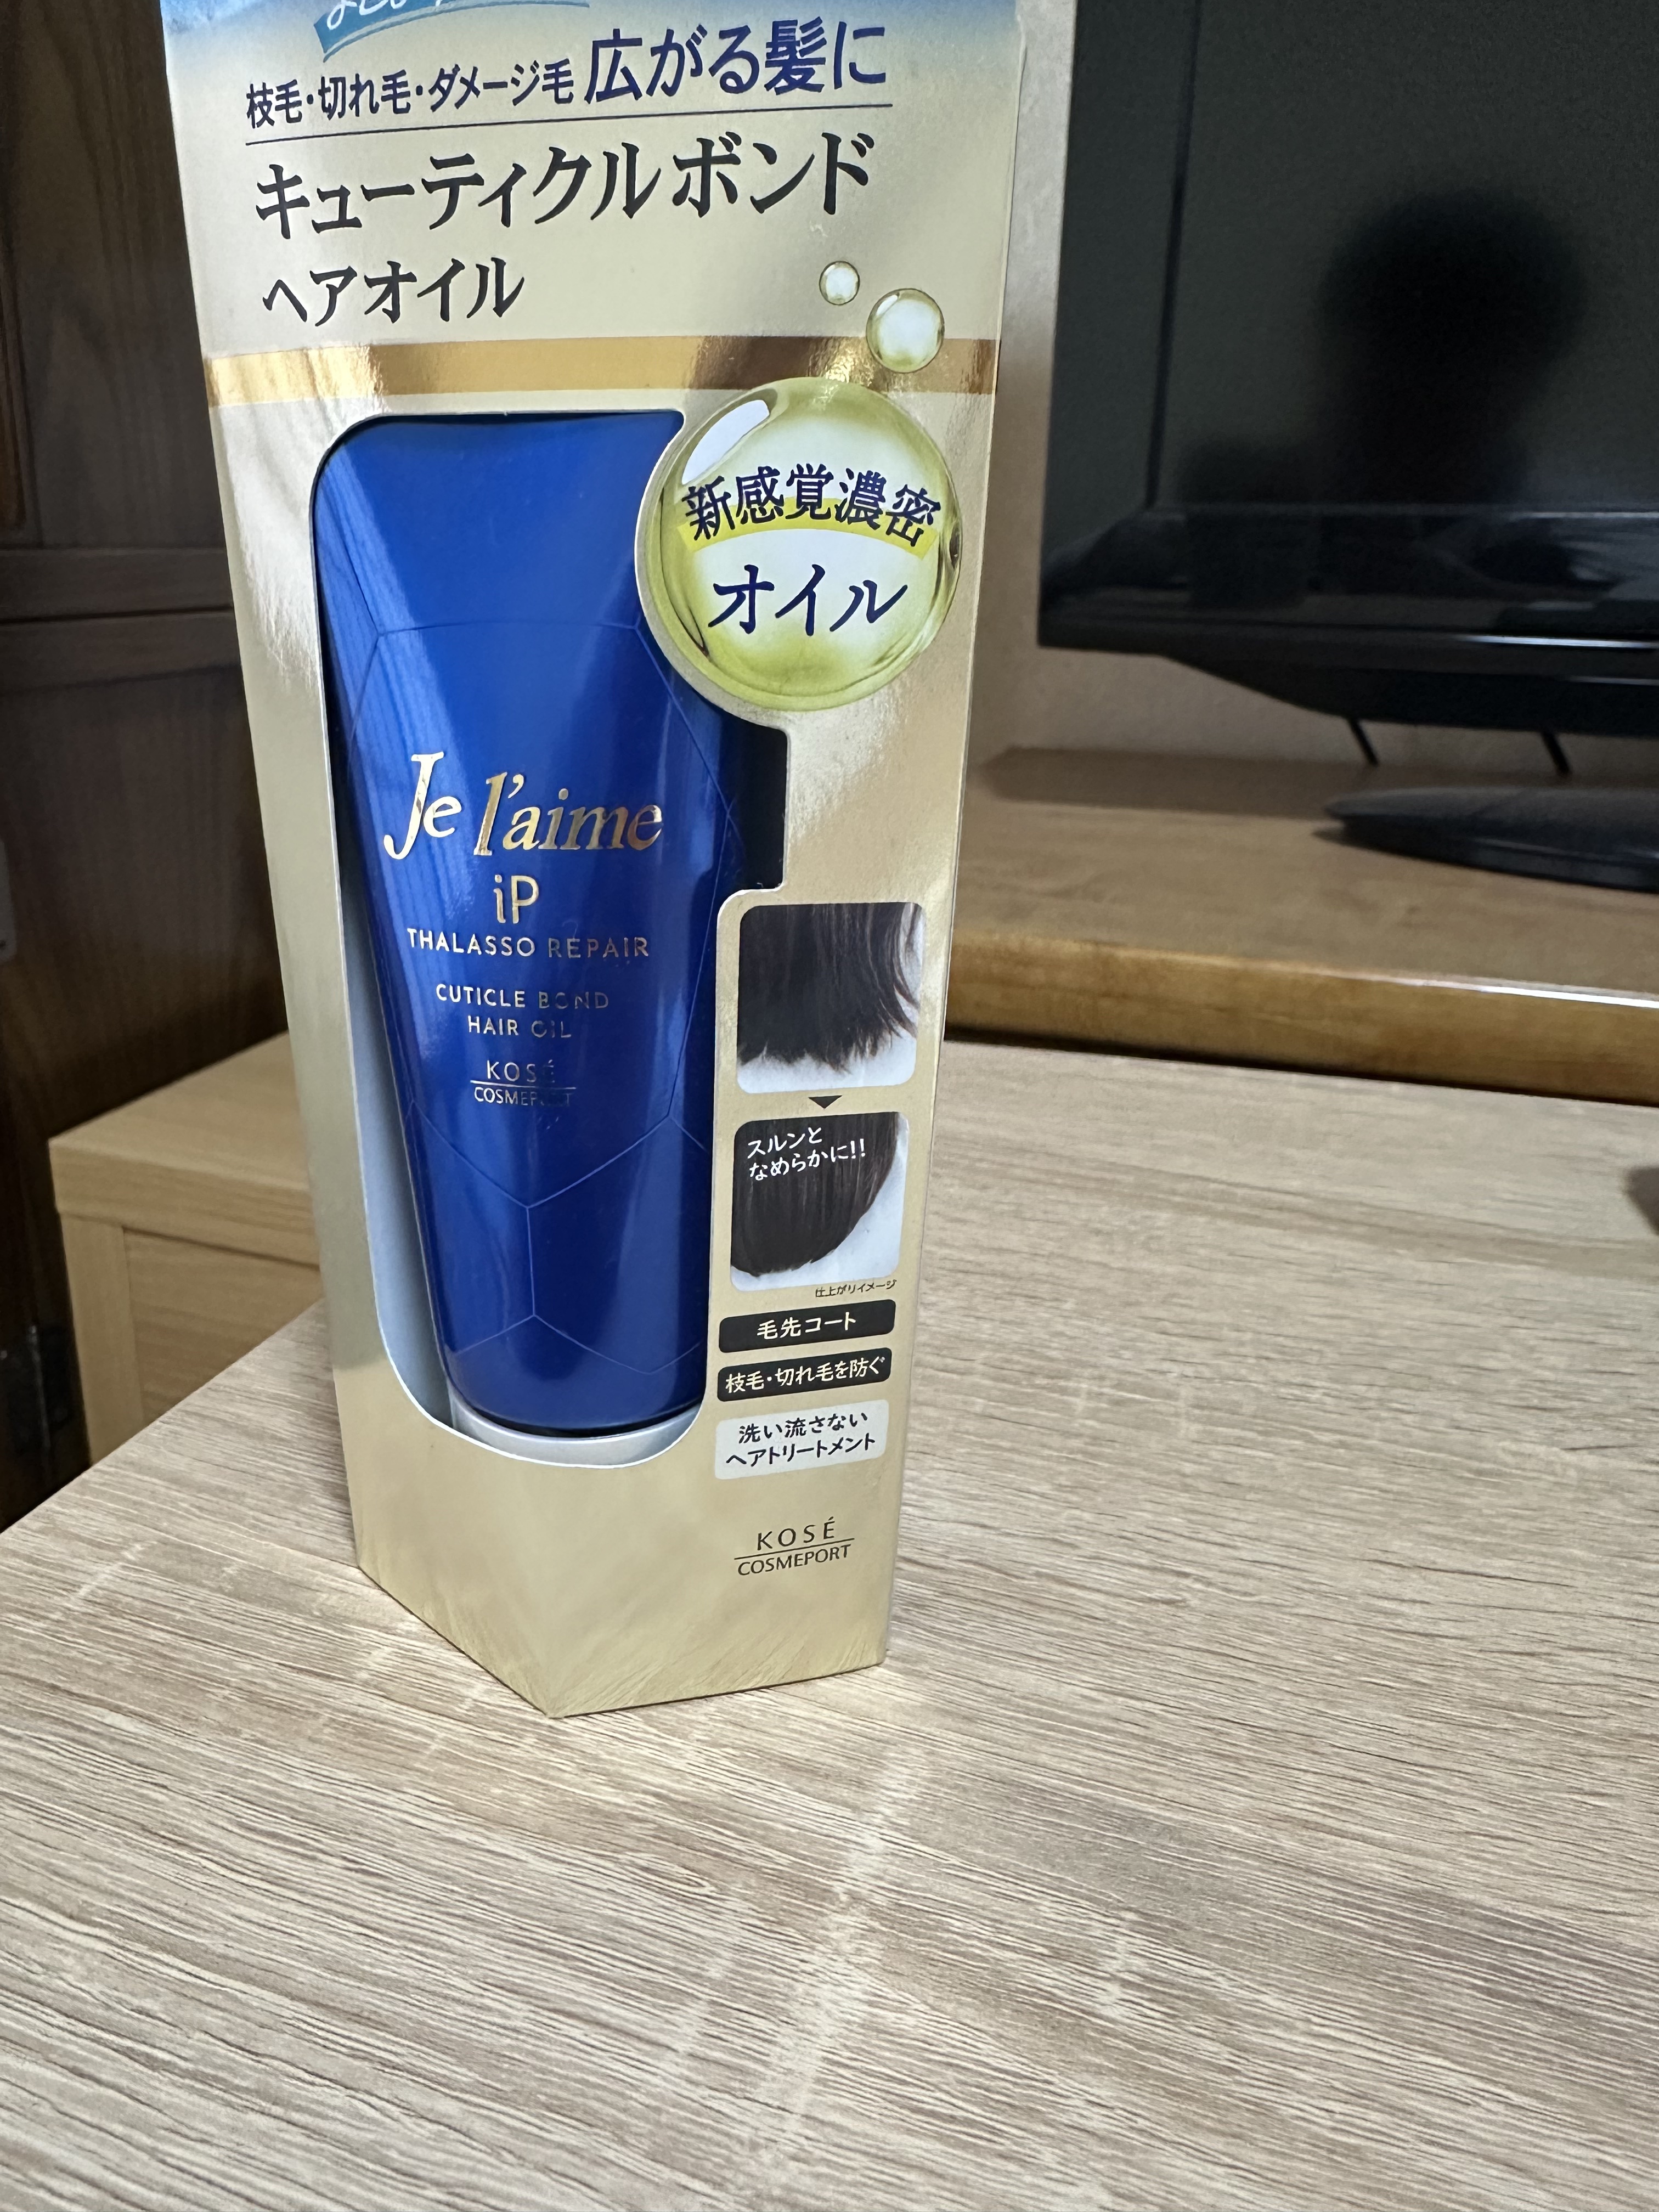 枝毛・切れ毛・ダメージ毛 広がる髪に
キューティクルボンド
ヘアオイル
新感覚濃密
オイル
Je l'aime
iP
THALASSO REPAIR
CUTICLE BOND
HAIR OIL
KOSÉ
COSMEPORT
スルンと
なめらかに!!
仕上がりイメージ
毛先コート
枝毛・切れ毛を防ぐ
洗い流さない
ヘアトリートメント
KOSÉ
COSMEPORT